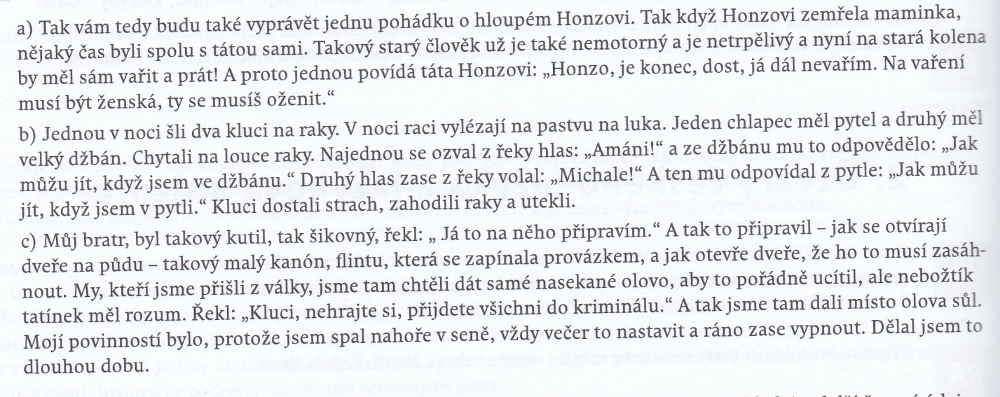 a) Tak vám tedy budu také vyprávět jednu pohádku o hloupém Honzovi. Tak když Honzovi zemřela maminka,
nějaký čas byli spolu s tátou sami. Takový starý člověk už je také nemotorný a je netrpělivý a nyní na stará kolena
by měl sám vařit a prát! A proto jednou povídá táta Honzovi: „Honzo, je konec, dost, já dál nevařím. Na vaření
musí být ženská, ty se musíš oženit.“
b) Jednou v noci šli dva kluci na raky. V noci raci vylézají na pastvu na luka. Jeden chlapec měl pytel a druhý měl
velký džbán. Chytali na louce raky. Najednou se ozval z řeky hlas: „Amáni!“ a ze džbánu mu to odpovědělo: „Jak
můžu jít, když jsem ve džbánu.“ Druhý hlas zase z řeky volal: „Michale!“ A ten mu odpovídal z pytle: „Jak můžu
jít, když jsem v pytli.“ Kluci dostali strach, zahodili raky a utekli.
c) Můj bratr, byl takový kutil, tak šikovný, řekl: „ Já to na něho připravím.“ A tak to připravil – jak se otvírají
dveře na půdu – takový malý kanón, flintu, která se zapínala provázkem, a jak otevře dveře, že ho to musí zasáh-
nout. My, kteří jsme přišli z války, jsme tam chtěli dát samé nasekané olovo, aby to pořádně ucítil, ale nebožtík
tatínek měl rozum. Řekl: „Kluci, nehrajte si, přijdete všichni do kriminálu.“ A tak jsme tam dali místo olova sůl.
Mojí povinností bylo, protože jsem spal nahoře v seně, vždy večer to nastavit a ráno zase vypnout. Dělal jsem to
dlouhou dobu.